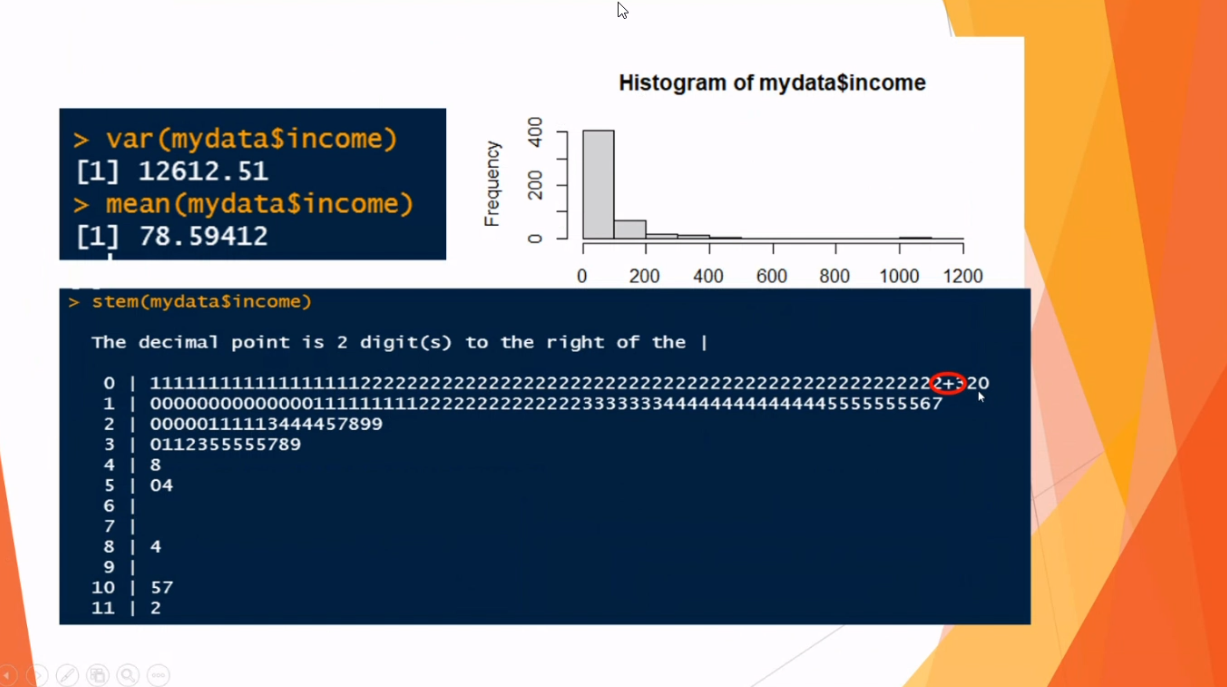 Histogram of mydata$income
> var(mydata$income)
[1] 12612.51
> mean(mydata$income)
[1] 78.59412
Frequency
400
200
0
0 200 400 600 800 1000 1200
> stem(mydata$income)
The decimal point is 2 digit(s) to the right of the |
0 | 11111111111111111122222222222222222222222222222222222222222222222222+320
1 | 00000000000000111111111222222222222223333333444444444444445555555567
2 | 00000111113444457899
3 | 0112355555789
4 | 8
5 | 04
6 |
7 |
8 | 4
9 |
10 | 57
11 | 2